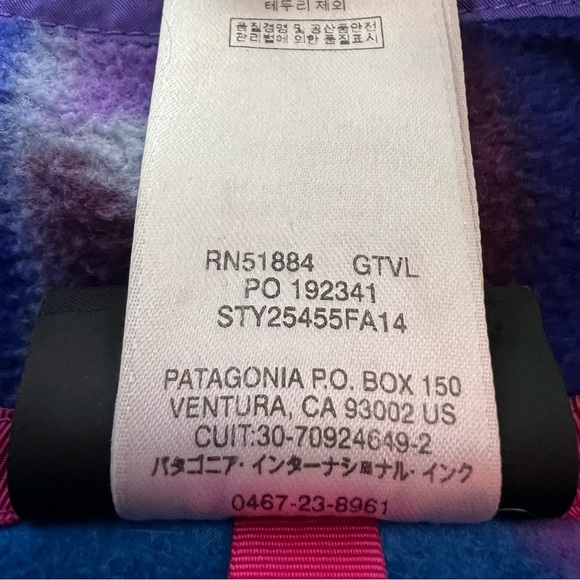 테두리 제외
품질경영 및 공산품안전
관리법에 의한 품질표시
RN51884 GTVL
PO 192341
STY25455FA14
PATAGONIA P.O. BOX 150
VENTURA, CA 93002 US
CUIT:30-70924649-2
パタゴニア・インターナショナル・インク
0467-23-8961